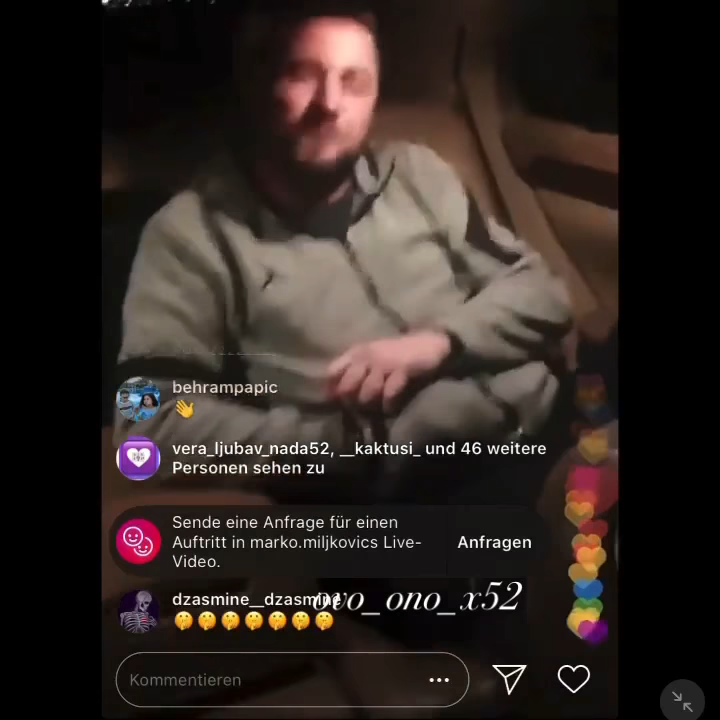 behrampapic
👋
vera_ljubav_nada52, __kaktusi_ und 46 weitere
Personen sehen zu
Sende eine Anfrage für einen
Auftritt in marko.miljkovics Live-
Video.
Anfragen
dzasmine__dzasmine
ovo_ono_x52
🤫🤫🤫🤫🤫🤫🤫
Kommentieren